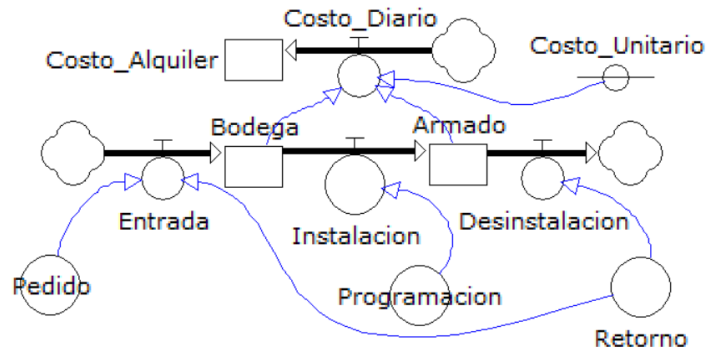 Costo_Diario
Costo_Alquiler
Costo_Unitario
Bodega
Armado
Entrada
Instalacion
Desinstalacion
Pedido
Programacion
Retorno